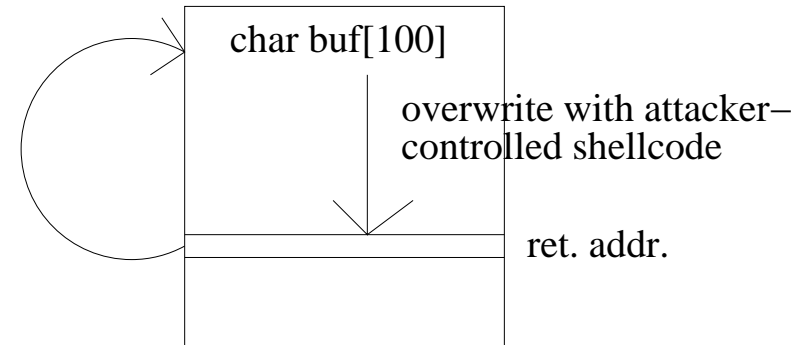 char buf[100]
overwrite with attacker–
controlled shellcode
ret. addr.